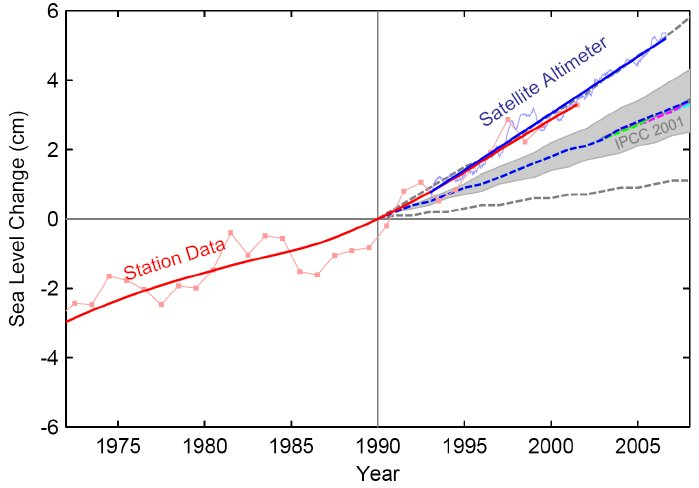 6
4
2
0
-2
-4
-6
Sea Level Change (cm)
Satellite Altimeter
IPCC 2001
Station Data
1975 1980 1985 1990 1995 2000 2005
Year